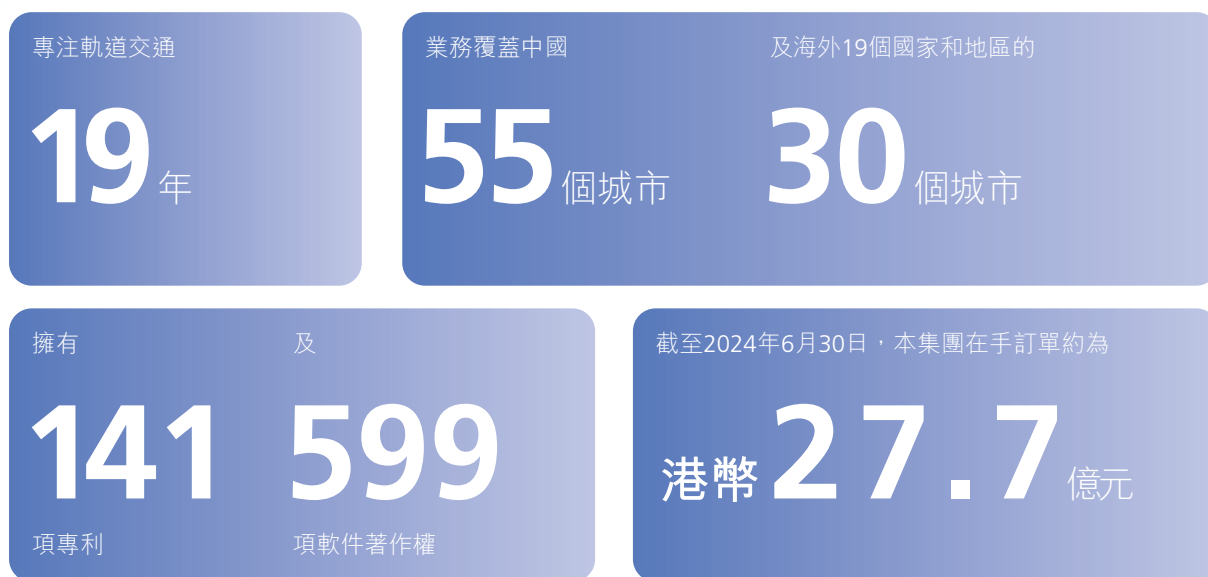 專注軌道交通
19年
業務覆蓋中國
55個城市
及海外19個國家和地區的
30個城市
擁有
141
項專利
及
599
項軟件著作權
截至2024年6月30日，本集團在手訂單約為
港幣27.7億元